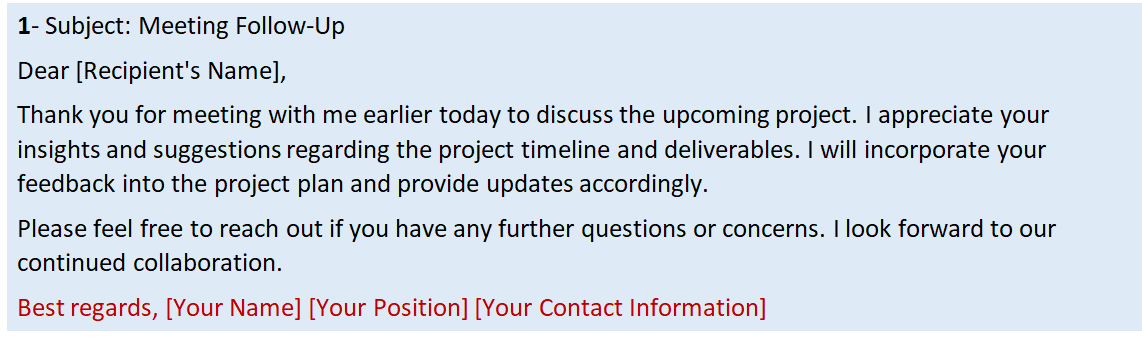 1- Subject: Meeting Follow-Up
Dear [Recipient's Name],
Thank you for meeting with me earlier today to discuss the upcoming project. I appreciate your
insights and suggestions regarding the project timeline and deliverables. I will incorporate your
feedback into the project plan and provide updates accordingly.
Please feel free to reach out if you have any further questions or concerns. I look forward to our
continued collaboration.
Best regards, [Your Name] [Your Position] [Your Contact Information]